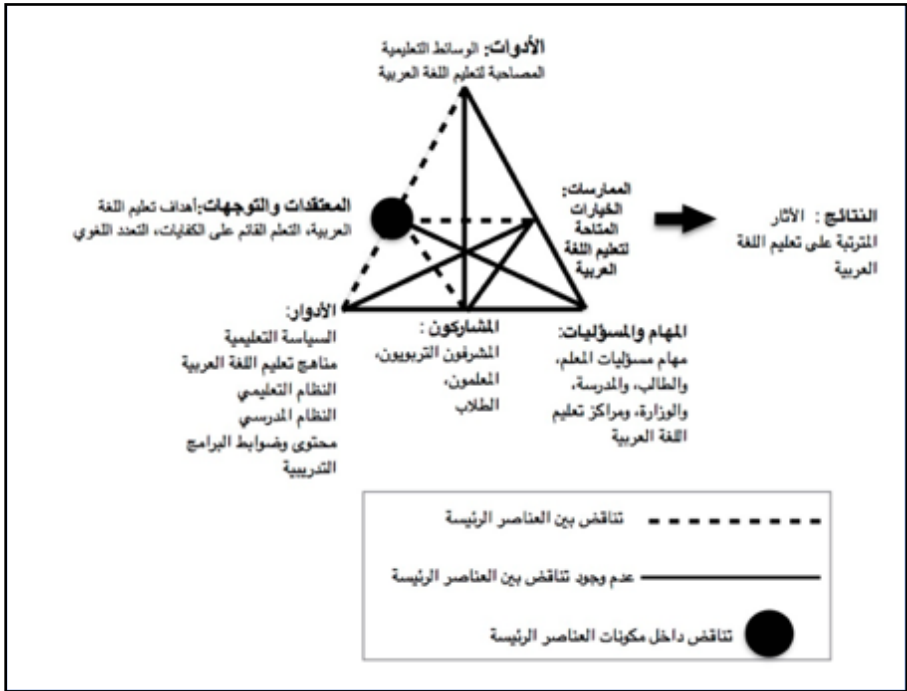 الأدوات: الوسائط التعليمية
المصاحبة لتعليم اللغة العربية
المعتقدات والتوجهات:أهداف تعليم اللغة
العربية، التعلم القائم على الكفايات، التعدد اللغوي
الممارسات:
الخيارات
المتاحة
لتعليم اللغة
العربية
النتائج : الآثار
المترتبة على تعليم اللغة
العربية
الأدوار:
السياسة التعليمية
مناهج تعليم اللغة العربية
النظام التعليمي
النظام المدرسي
محتوى وضوابط البرامج
التدريبية
المشاركون :
المشرفون التربويون،
المعلمون،
الطلاب
المهام والمسؤليات:
مهام مسؤليات المعلم،
والطالب، والمدرسة،
والوزارة، ومراكز تعليم
اللغة العربية
تناقض بين العناصر الرئيسة
عدم وجود تناقض بين العناصر الرئيسة
تناقض داخل مكونات العناصر الرئيسة